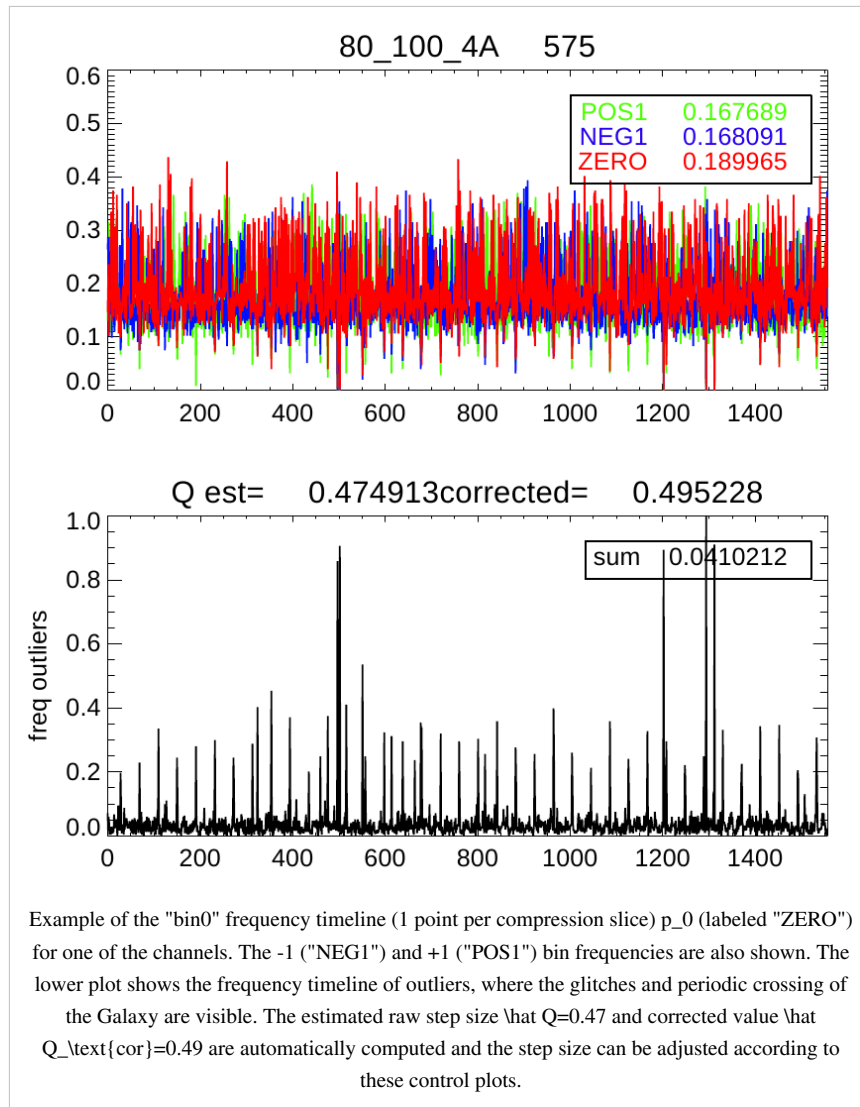 80_100_4A 575
0.6
0.5
0.4
0.3
0.2
0.1
0.0
POS1 0.167689
NEG1 0.168091
ZERO 0.189965
0 200 400 600 800 1000 1200 1400
Q est= 0.474913corrected= 0.495228
1.0
0.8
0.6
0.4
0.2
0.0
freq outliers
sum 0.0410212
0 200 400 600 800 1000 1200 1400
Example of the "bin0" frequency timeline (1 point per compression slice) p_0 (labeled "ZERO")
for one of the channels. The -1 ("NEG1") and +1 ("POS1") bin frequencies are also shown. The
lower plot shows the frequency timeline of outliers, where the glitches and periodic crossing of
the Galaxy are visible. The estimated raw step size \hat Q=0.47 and corrected value \hat
Q_\text{cor}=0.49 are automatically computed and the step size can be adjusted according to
these control plots.